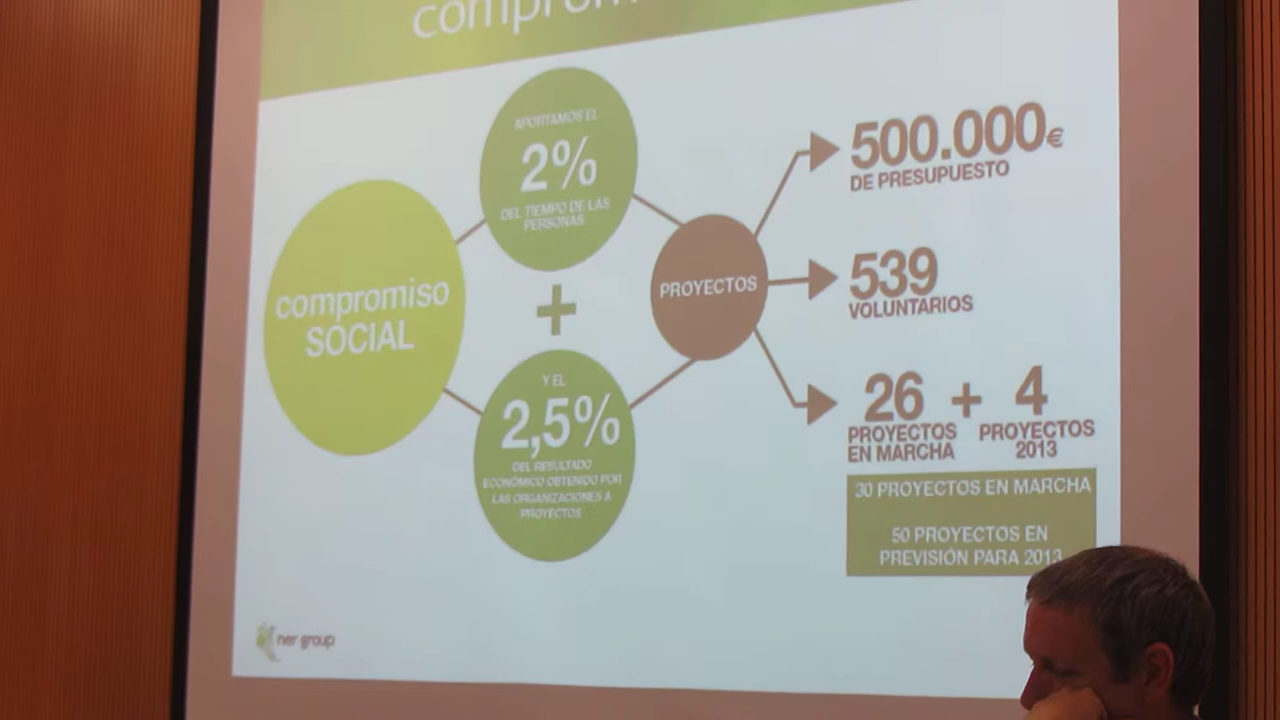 compromiso
SOCIAL
APORTAMOS EL
2%
DEL TIEMPO DE LAS
PERSONAS
+
Y EL
2,5%
DEL RESULTADO
ECONÓMICO OBTENIDO POR
LAS ORGANIZACIONES A
PROYECTOS
PROYECTOS
500.000€
DE PRESUPUESTO
539
VOLUNTARIOS
26 + 4
PROYECTOS PROYECTOS
EN MARCHA 2013
30 PROYECTOS EN MARCHA
50 PROYECTOS EN
PREVISIÓN PARA 2013
ner group